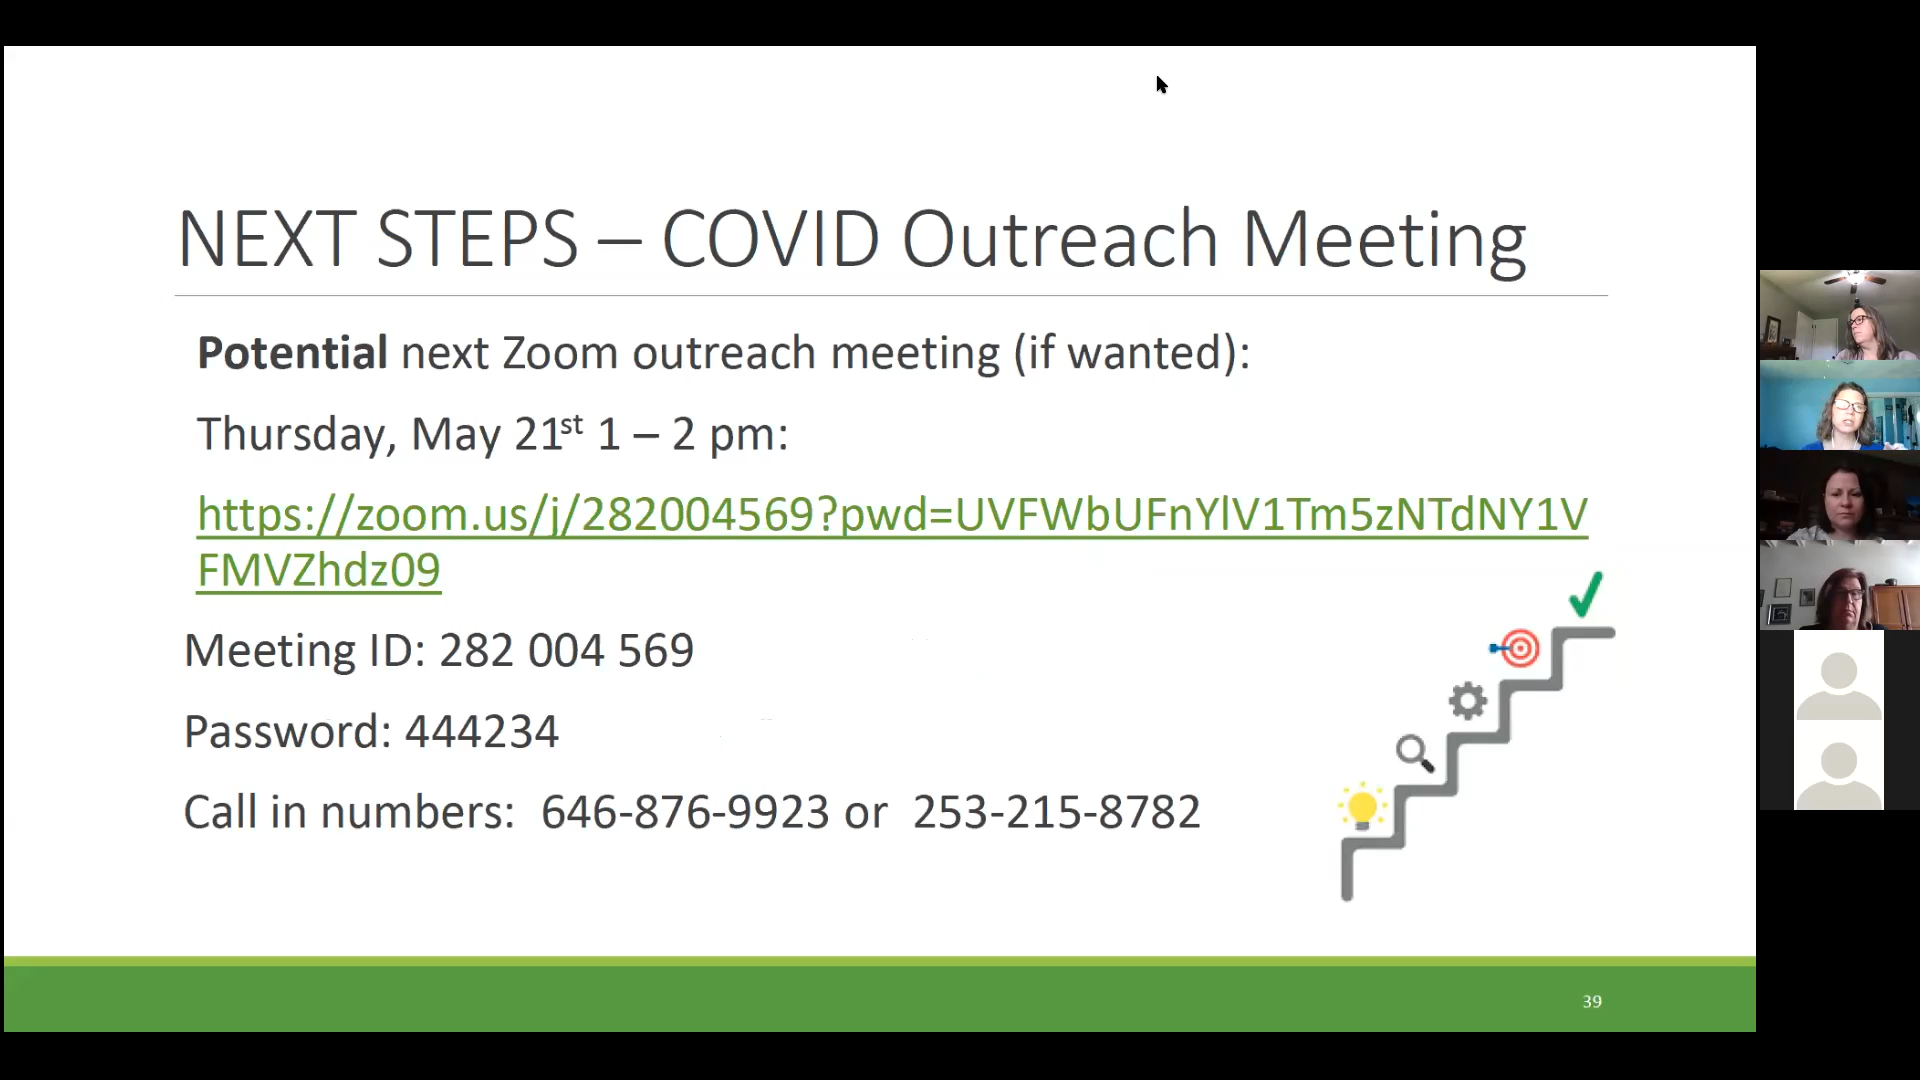 NEXT STEPS – COVID Outreach Meeting
Potential next Zoom outreach meeting (if wanted):
Thursday, May 21st 1 – 2 pm:
https://zoom.us/j/282004569?pwd=UVFWbUFnYlV1Tm5zNTdNY1V
FMVZhdz09
Meeting ID: 282 004 569
Password: 444234
Call in numbers:  646-876-9923 or  253-215-8782
39